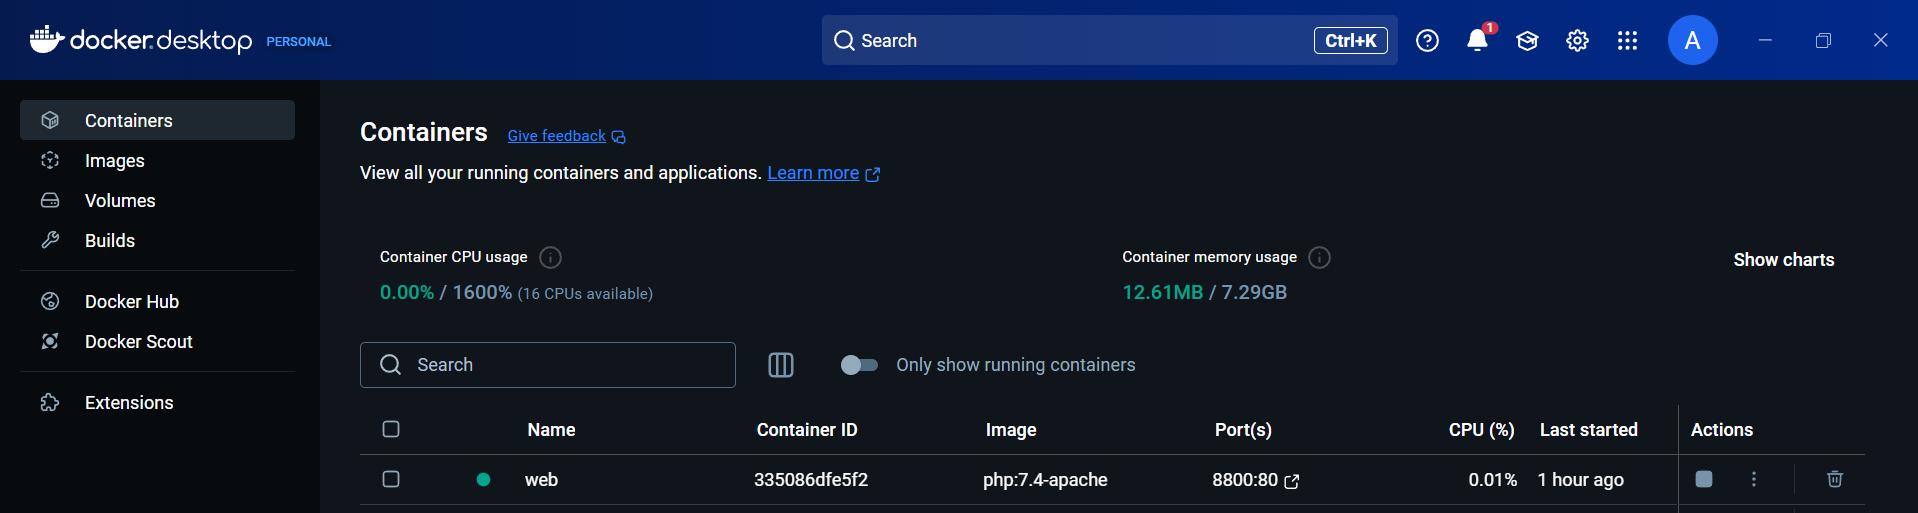 docker.desktop PERSONAL Search Ctrl+K 1 A
Containers
Images
Volumes
Builds
Docker Hub
Docker Scout
Extensions
Containers Give feedback
View all your running containers and applications. Learn more
Container CPU usage
0.00% / 1600% (16 CPUs available)
Container memory usage
12.61MB / 7.29GB
Show charts
Search Only show running containers
Name Container ID Image Port(s) CPU (%) Last started Actions
web 335086dfe5f2 php:7.4-apache 8800:80 0.01% 1 hour ago